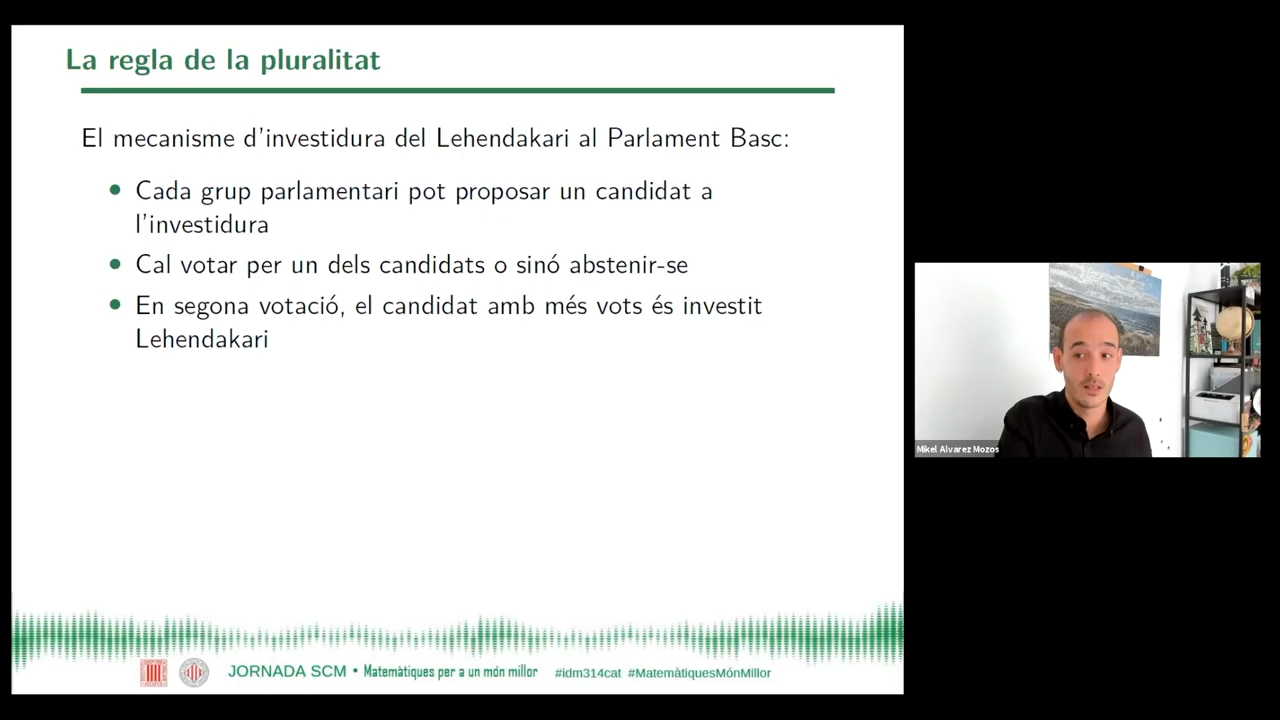 La regla de la pluralitat
El mecanisme d'investidura del Lehendakari al Parlament Basc:
Cada grup parlamentari pot proposar un candidat a
l'investidura
Cal votar per un dels candidats o sinó abstenir-se
En segona votació, el candidat amb més vots és investit
Lehendakari
Mikel Alvarez Mozos
JORNADA SCM • Matemàtiques per a un món millor #idm314cat #MatemàtiquesMónMillor